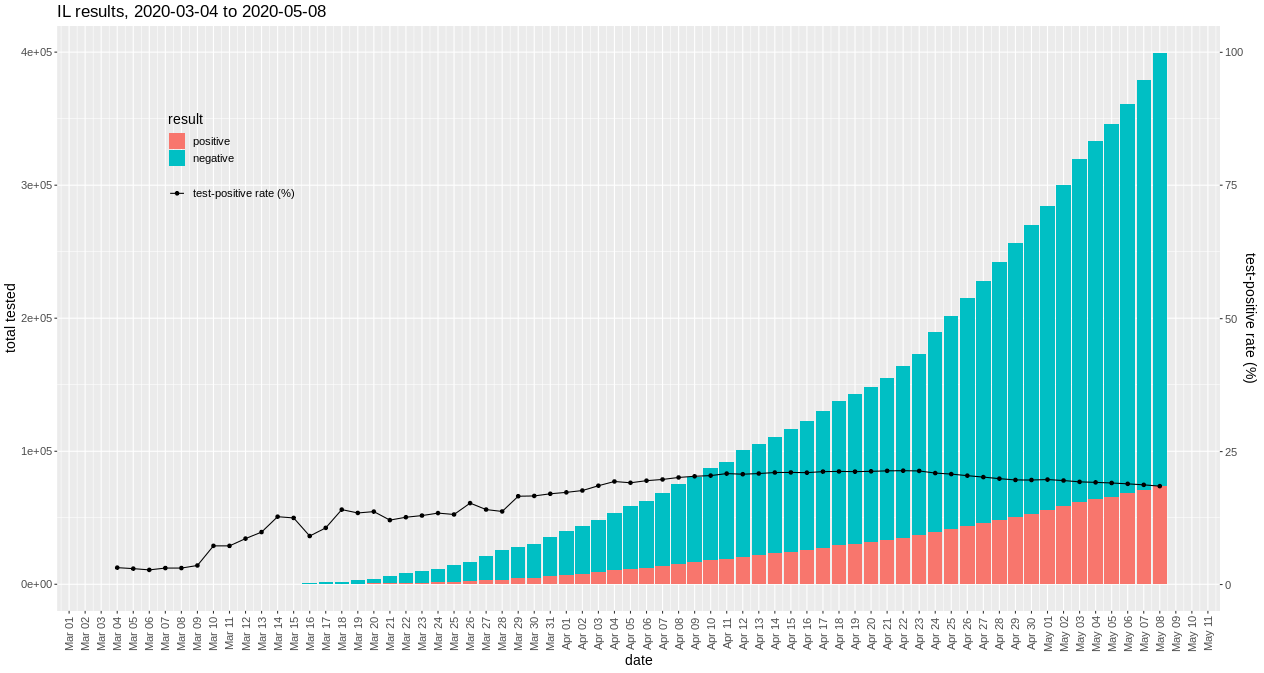 IL results, 2020-03-04 to 2020-05-08
4e+05
3e+05
2e+05
1e+05
0e+00
total tested
result
positive
negative
test-positive rate (%)
100
75
50
25
0
test-positive rate (%)
Mar 01
Mar 02
Mar 03
Mar 04
Mar 05
Mar 06
Mar 07
Mar 08
Mar 09
Mar 10
Mar 11
Mar 12
Mar 13
Mar 14
Mar 15
Mar 16
Mar 17
Mar 18
Mar 19
Mar 20
Mar 21
Mar 22
Mar 23
Mar 24
Mar 25
Mar 26
Mar 27
Mar 28
Mar 29
Mar 30
Mar 31
Apr 01
Apr 02
Apr 03
Apr 04
Apr 05
Apr 06
Apr 07
Apr 08
Apr 09
Apr 10
Apr 11
Apr 12
Apr 13
Apr 14
Apr 15
Apr 16
Apr 17
Apr 18
Apr 19
Apr 20
Apr 21
Apr 22
Apr 23
Apr 24
Apr 25
Apr 26
Apr 27
Apr 28
Apr 29
Apr 30
May 01
May 02
May 03
May 04
May 05
May 06
May 07
May 08
May 09
May 10
May 11
date